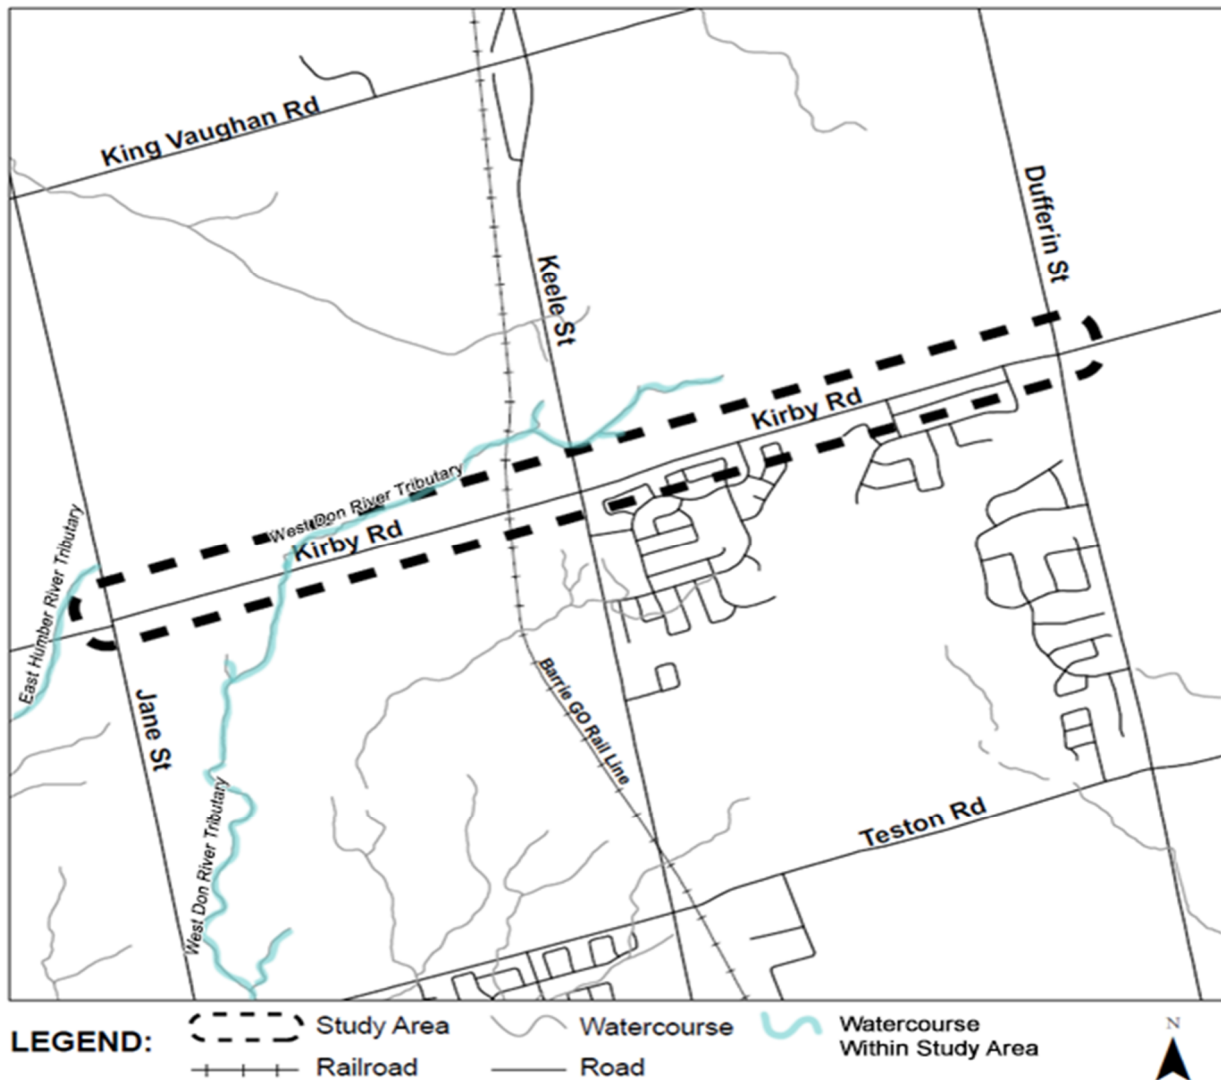 King Vaughan Rd
Dufferin St
Keele St
Kirby Rd
West Don River Tributary
Kirby Rd
East Humber River Tributary
Jane St
Barrie GO Rail Line
West Don River Tributary
Teston Rd
LEGEND:
Study Area
Watercourse
Watercourse
Within Study Area
Railroad
Road
N